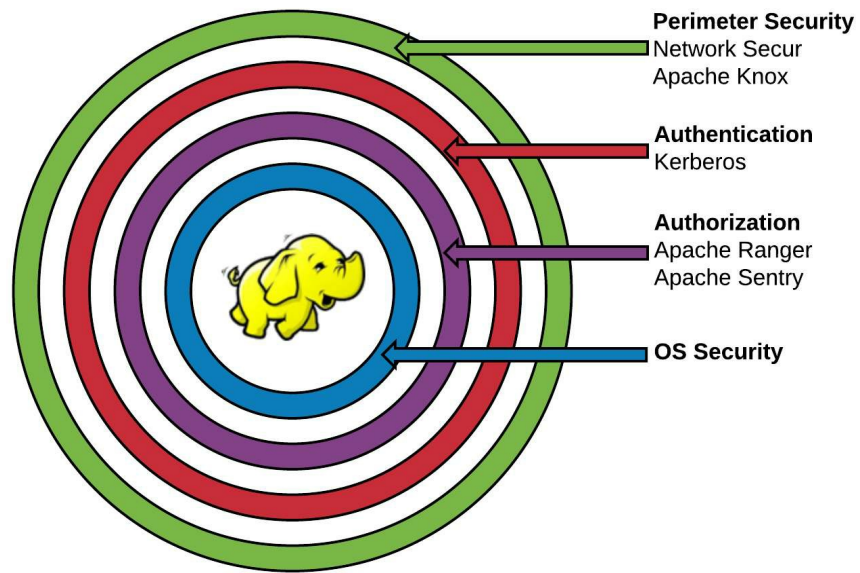 Perimeter Security
Network Secur
Apache Knox
Authentication
Kerberos
Authorization
Apache Ranger
Apache Sentry
OS Security